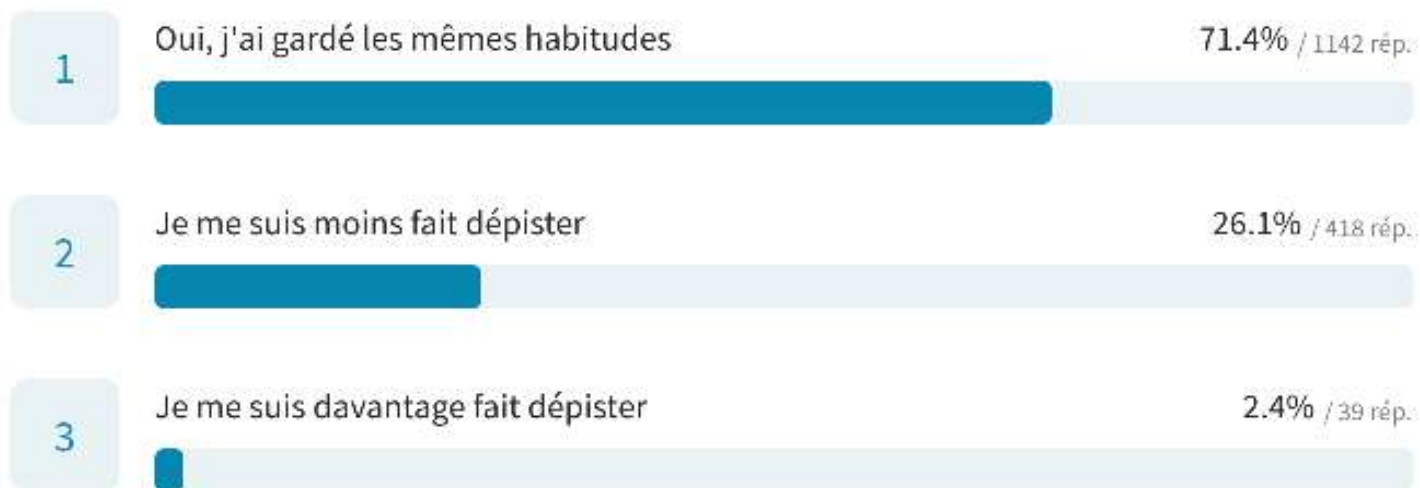 1
Oui, j'ai gardé les mêmes habitudes 71.4% / 1142 rép.
2
Je me suis moins fait dépister 26.1% / 418 rép.
3
Je me suis davantage fait dépister 2.4% / 39 rép.